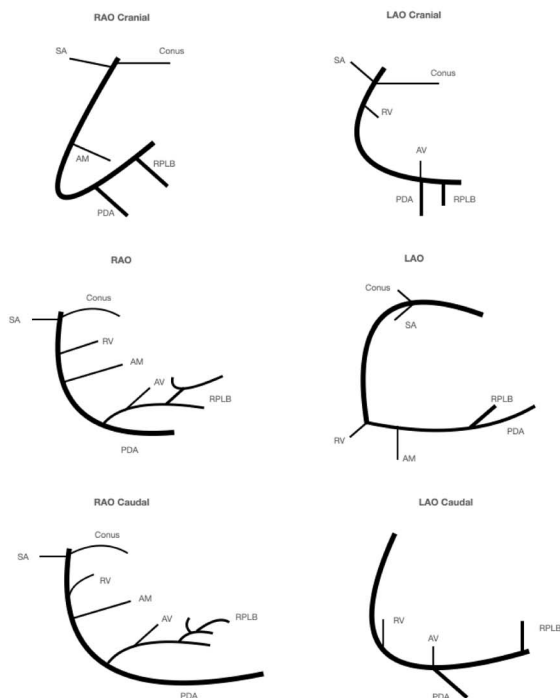 RAO Cranial
SA
Conus
AM
RPLB
PDA
LAO Cranial
SA
Conus
RV
AV
PDA
RPLB
RAO
Conus
SA
RV
AM
AV
RPLB
PDA
LAO
Conus
SA
RPLB
PDA
RV
AM
RAO Caudal
Conus
SA
RV
AM
AV
RPLB
PDA
LAO Caudal
RV
AV
RPLB
PDA